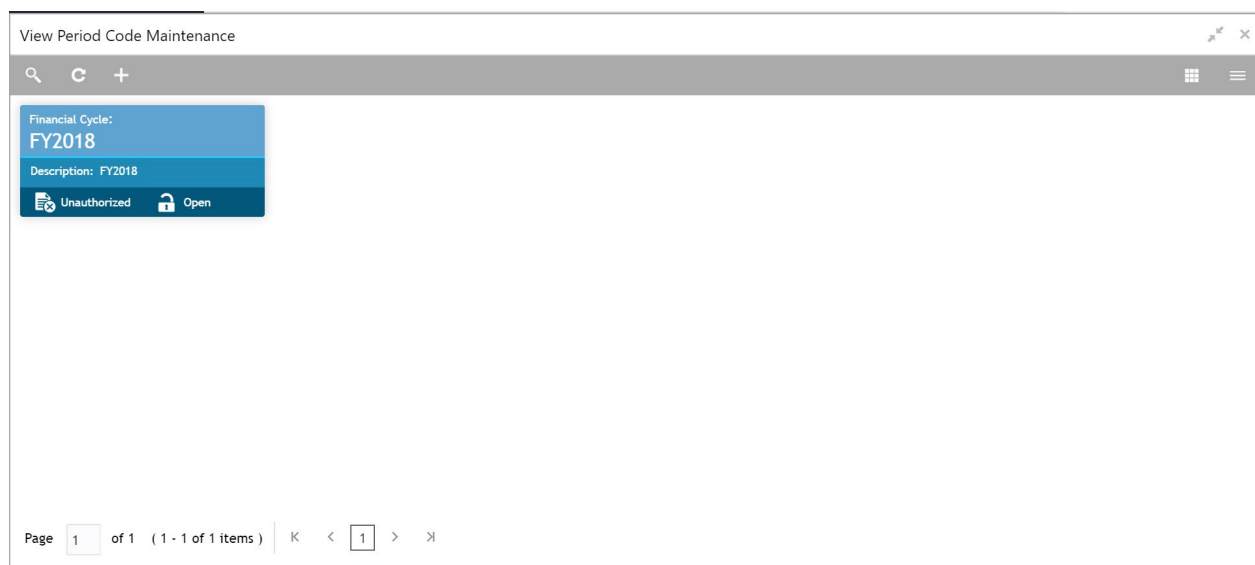 View Period Code Maintenance
Financial Cycle:
FY2018
Description: FY2018
Unauthorized Open
Page 1 of 1 ( 1 - 1 of 1 items ) 1